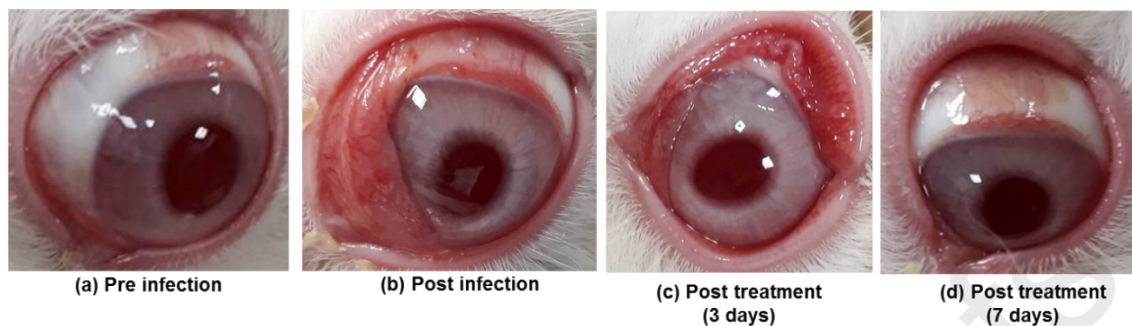 (a) Pre infection
(b) Post infection
(c) Post treatment
(3 days)
(d) Post treatment
(7 days)